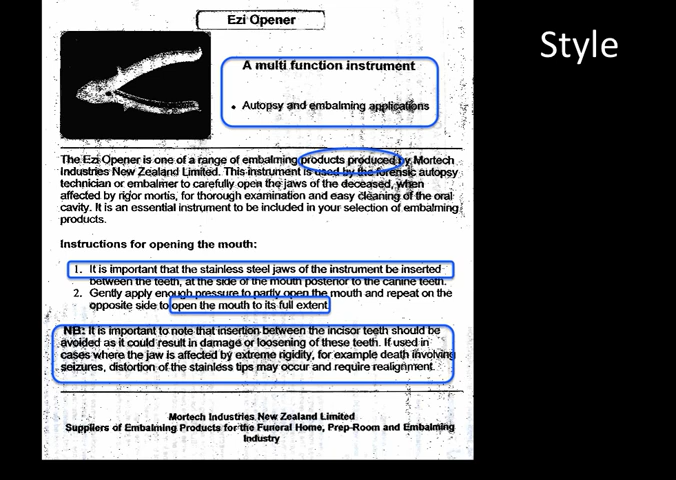 Ezi Opener
Style
A multi function instrument
• Autopsy and embalming applications
The Ezi Opener is one of a range of embalming products produced by Mortech
Industries New Zealand Limited. This instrument is used by the forensic autopsy
technician or embalmer to carefully open the jaws of the deceased, when
affected by rigor mortis, for thorough examination and easy cleaning of the oral
cavity. It is an essential instrument to be included in your selection of embalming
products.
Instructions for opening the mouth:
1. It is important that the stainless steel jaws of the instrument be inserted
between the teeth, at the side of the mouth posterior to the canine teeth.
2. Gently apply enough pressure to partly open the mouth and repeat on the
opposite side to open the mouth to its full extent.
NB: It is important to note that insertion between the incisor teeth should be
avoided as it could result in damage or loosening of these teeth. If used in
cases where the jaw is affected by extreme rigidity, for example death involving
seizures, distortion of the stainless tips may occur and require realignment.
Mortech Industries New Zealand Limited
Suppliers of Embalming Products for the Funeral Home, Prep-Room and Embalming
Industry